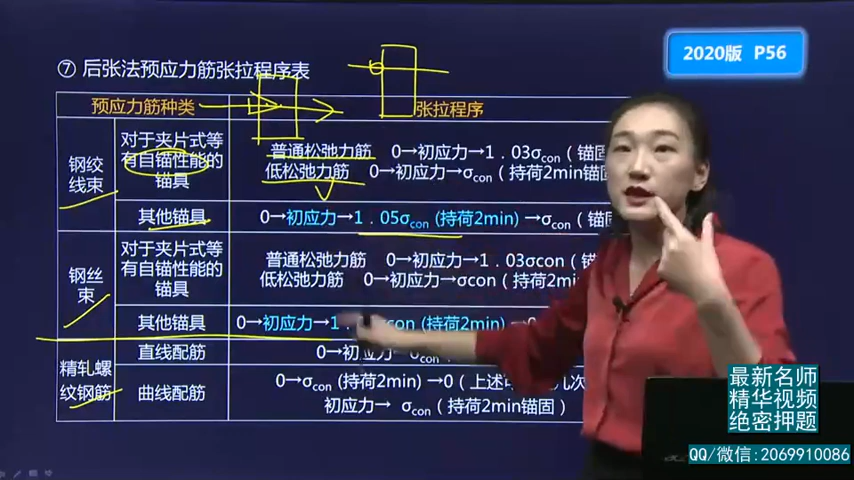 2020版 P56
⑦ 后张法预应力筋张拉程序表
预应力筋种类
张拉程序
钢绞
线束
对于夹片式等
有自锚性能的
锚具
普通松弛力筋 0→初应力→1．03σcon（锚固
低松弛力筋 0→初应力→σcon（持荷2min锚固
其他锚具
0→初应力→1．05σcon (持荷2min) →σcon（锚
钢丝
束
对于夹片式等
有自锚性能的
锚具
普通松弛力筋 0→初应力→1．03σcon（锚
低松弛力筋 0→初应力→σcon（持荷2min锚
其他锚具
0→初应力→1． con (持荷2min)
精轧螺
纹钢筋
直线配筋
0→初应力→σcon
曲线配筋
0→σcon (持荷2min) →0（上述 几次
初应力→ σcon（持荷2min锚固）
最新名师
精华视频
绝密押题
QQ/微信:2069910086